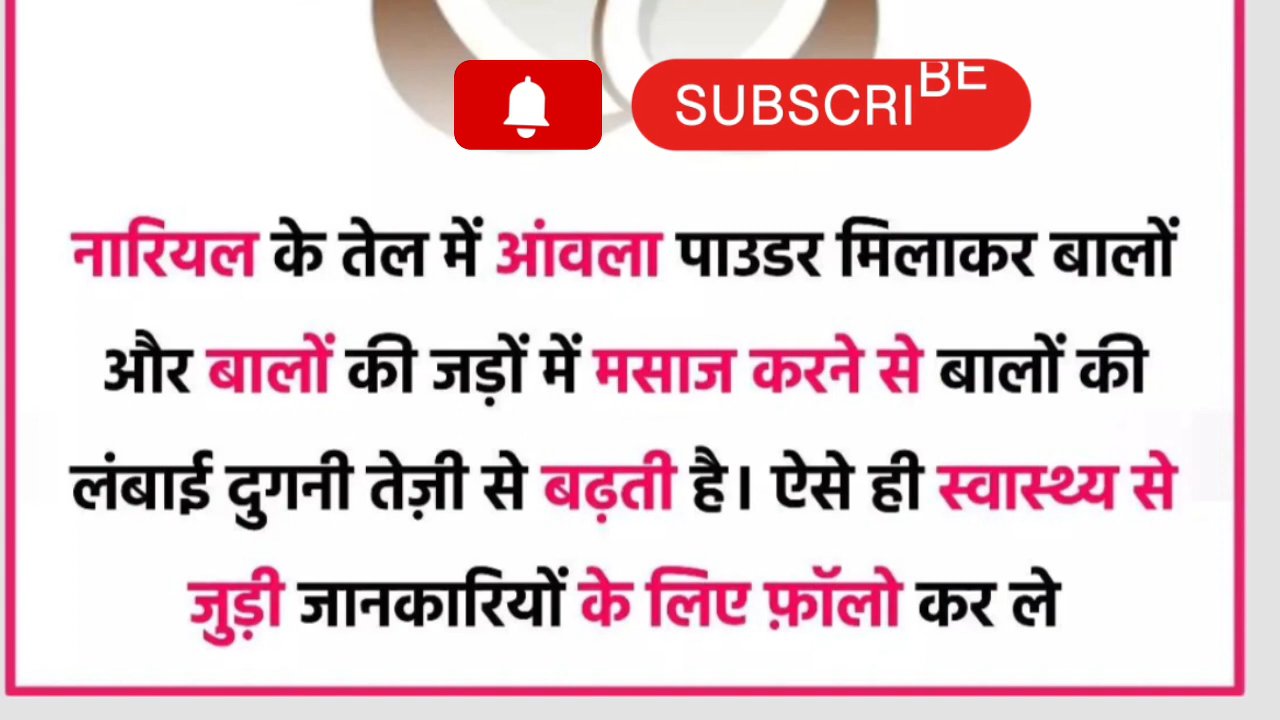 SUBSCRIBE
नारियल के तेल में आंवला पाउडर मिलाकर बालों
और बालों की जड़ों में मसाज करने से बालों की
लंबाई दुगनी तेज़ी से बढ़ती है। ऐसे ही स्वास्थ्य से
जुड़ी जानकारियों के लिए फ़ॉलो कर ले